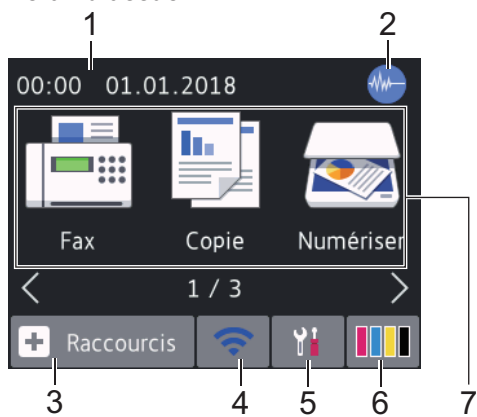 1 2
00:00 01.01.2018
Fax Copie Numériser
1 / 3
Raccourcis
3 4 5 6 7